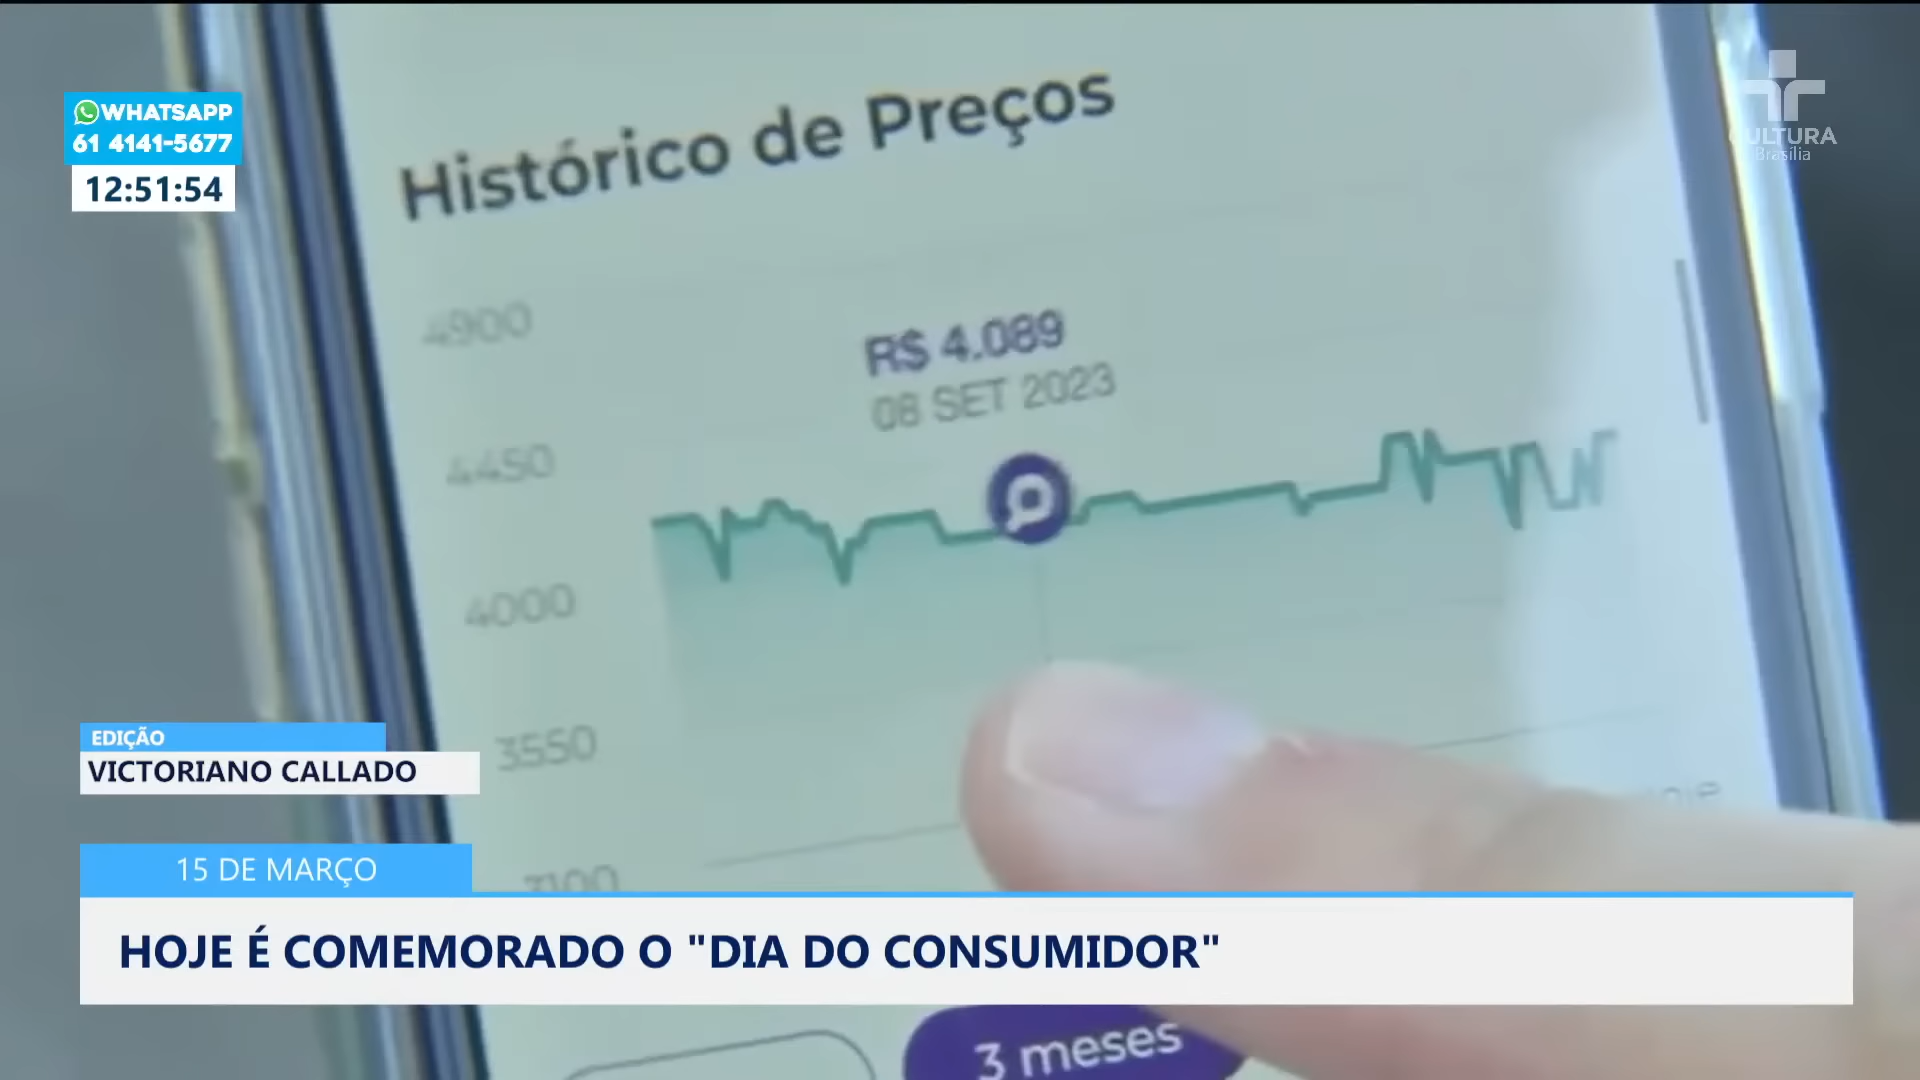 WHATSAPP
61 4141-5677
12:51:54
CULTURA
Brasília
Histórico de Preços
4900
R$ 4.089
08 SET 2023
4450
4000
3550
3100
EDIÇÃO
VICTORIANO CALLADO
15 DE MARÇO
HOJE É COMEMORADO O "DIA DO CONSUMIDOR"
3 meses